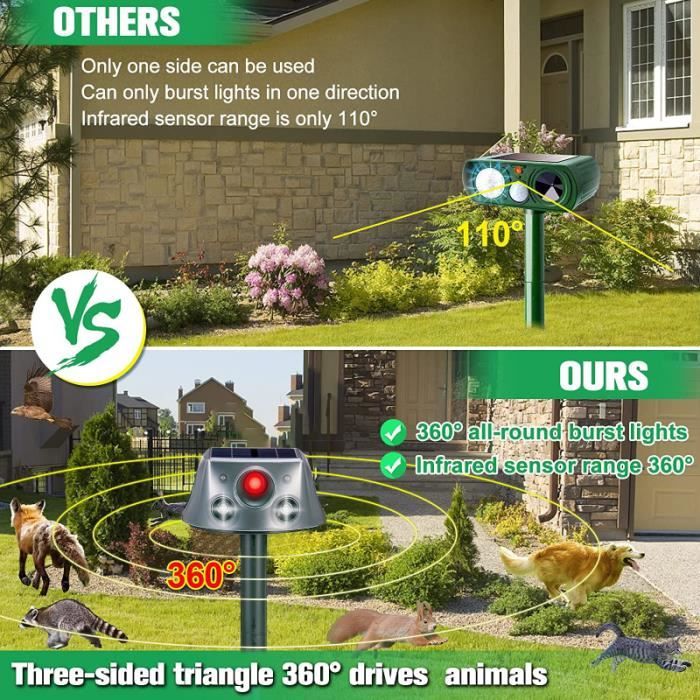 OTHERS
Only one side can be used
Can only burst lights in one direction
Infrared sensor range is only 110°
110°
VS
OURS
360° all-round burst lights
Infrared sensor range 360°
360°
Three-sided triangle 360° drives animals